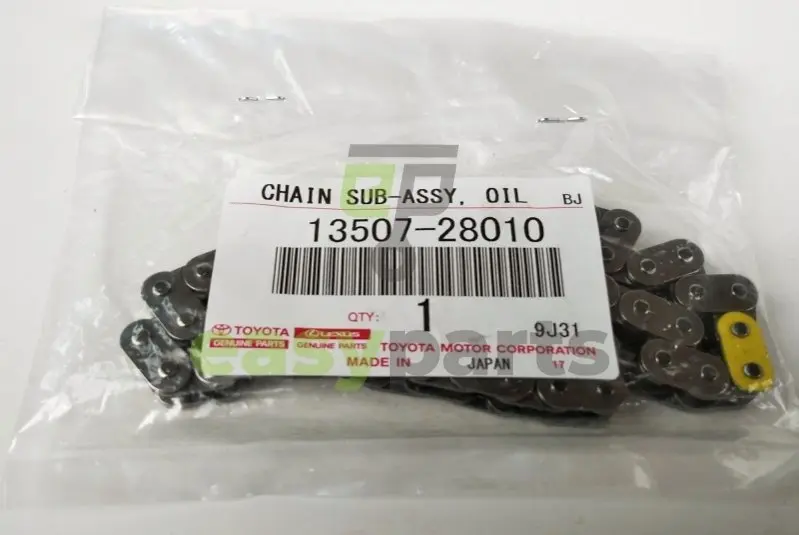 CHAIN SUB-ASSY, OIL BJ
13507-28010
QTY: 1 9J31
TOYOTA LEXUS
GENUINE PARTS GENUINE PARTS TOYOTA MOTOR CORPORATION
MADE IN JAPAN 17
easyparts